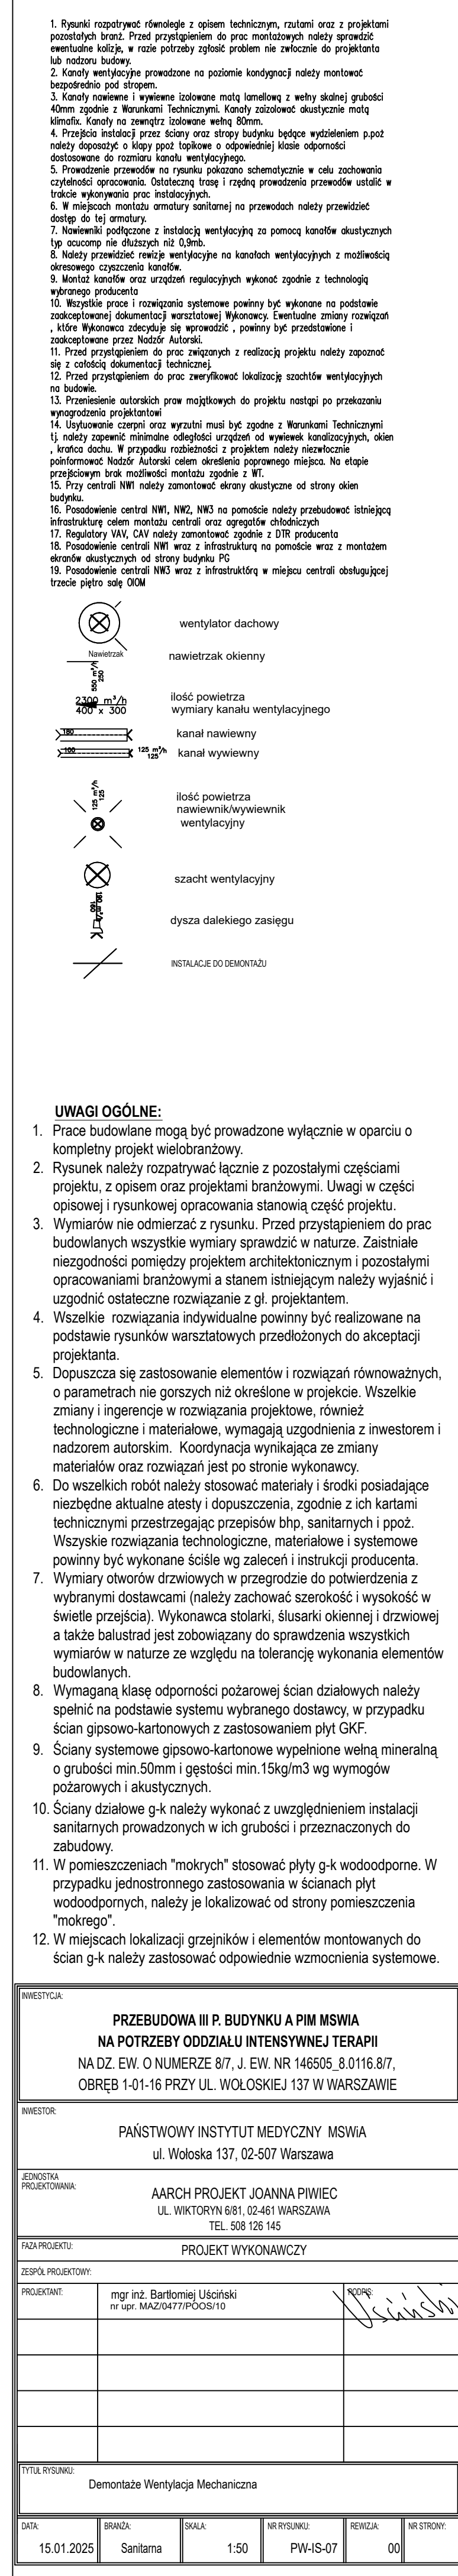 1. Rysunki rozpatrywać równolegle z opisem technicznym, rzutami oraz z projektami
pozostałych branż. Przed przystąpieniem do prac montażowych należy sprawdzić
ewentualne kolizje, w razie potrzeby zgłosić problem nie zwłocznie do projektanta
lub nadzoru budowy.
2. Kanały wentylacyjne prowadzone na poziomie kondygnacji należy montować
bezpośrednio pod stropem.
3. Kanały nawiewne i wywiewne izolowane matą lamellową z wełny skalnej grubości
40mm zgodnie z Warunkami Technicznymi. Kanały zaizolować akustycznie matą
klimafix. Kanały na zewnątrz izolowane wełną 80mm.
4. Przejścia instalacji przez ściany oraz stropy budynku będące wydzieleniem p.poż
należy doposażyć o klapy ppoż topikowe o odpowiedniej klasie odporności
dostosowane do rozmiaru kanału wentylacyjnego.
5. Prowadzenie przewodów na rysunku pokazano schematycznie w celu zachowania
czytelności opracowania. Ostateczną trasę i rzędną prowadzenia przewodów ustalić w
trakcie wykonywania prac instalacyjnych.
6. W miejscach montażu armatury sanitarnej na przewodach należy przewidzieć
dostęp do tej armatury.
7. Nawiewniki podłączone z instalacją wentylacyjną za pomocą kanałów akustycznych
typ acucomp nie dłuższych niż 0,9mb.
8. Należy przewidzieć rewizje wentylacyjne na kanałach wentylacyjnych z możliwością
okresowego czyszczenia kanałów.
9. Montaż kanałów oraz urządzeń regulacyjnych wykonać zgodnie z technologią
wybranego producenta
10. Wszystkie prace i rozwiązania systemowe powinny być wykonane na podstawie
zaakceptowanej dokumentacji warsztatowej Wykonawcy. Ewentualne zmiany rozwiązań
, które Wykonawca zdecyduje się wprowadzić , powinny być przedstawione i
zaakceptowane przez Nadzór Autorski.
11. Przed przystąpieniem do prac związanych z realizacją projektu należy zapoznać
się z całością dokumentacji technicznej.
12. Przed przystąpieniem do prac zweryfikować lokalizację szachtów wentylacyjnych
na budowie.
13. Przeniesienie autorskich praw majątkowych do projektu nastąpi po przekazaniu
wynagrodzenia projektantowi
14. Usytuowanie czerpni oraz wyrzutni musi być zgodne z Warunkami Technicznymi
tj. należy zapewnić minimalne odległości urządzeń od wywiewek kanalizacyjnych, okien
, krańca dachu. W przypadku rozbieżności z projektem należy niezwłocznie
poinformować Nadzór Autorski celem określenia poprawnego miejsca. Na etapie
przejściowym brak możliwości montażu zgodnie z WT.
15. Przy centrali NW1 należy zamontować ekrany akustyczne od strony okien
budynku.
16. Posadowienie central NW1, NW2, NW3 na pomoście należy przebudować istniejącą
infrastrukturę celem montażu centrali oraz agregatów chłodniczych
17. Regulatory VAV, CAV należy zamontować zgodnie z DTR producenta
18. Posadowienie centrali NW1 wraz z infrastrukturą na pomoście wraz z montażem
ekranów akustycznych od strony budynku PG
19. Posadowienie centrali NW3 wraz z infrastruktórą w miejscu centrali obsługującej
trzecie piętro salę OIOM
wentylator dachowy
Nawietrzak
nawietrzak okienny
550 m³/h
250
2300 m³/h
400 x 300
ilość powietrza
wymiary kanału wentylacyjnego
180
kanał nawiewny
100
125 m³/h
125
kanał wywiewny
125 m³/h
125
ilość powietrza
nawiewnik/wywiewnik
wentylacyjny
szacht wentylacyjny
dysza dalekiego zasięgu
INSTALACJE DO DEMONTAŻU
UWAGI OGÓLNE:
1. Prace budowlane mogą być prowadzone wyłącznie w oparciu o
kompletny projekt wielobranżowy.
2. Rysunek należy rozpatrywać łącznie z pozostałymi częściami
projektu, z opisem oraz projektami branżowymi. Uwagi w części
opisowej i rysunkowej opracowania stanowią część projektu.
3. Wymiarów nie odmierzać z rysunku. Przed przystąpieniem do prac
budowlanych wszystkie wymiary sprawdzić w naturze. Zaistniałe
niezgodności pomiędzy projektem architektonicznym i pozostałymi
opracowaniami branżowymi a stanem istniejącym należy wyjaśnić i
uzgodnić ostateczne rozwiązanie z gł. projektantem.
4. Wszelkie rozwiązania indywidualne powinny być realizowane na
podstawie rysunków warsztatowych przedłożonych do akceptacji
projektanta.
5. Dopuszcza się zastosowanie elementów i rozwiązań równoważnych,
o parametrach nie gorszych niż określone w projekcie. Wszelkie
zmiany i ingerencje w rozwiązania projektowe, również
technologiczne i materiałowe, wymagają uzgodnienia z inwestorem i
nadzorem autorskim. Koordynacja wynikająca ze zmiany
materiałów oraz rozwiązań jest po stronie wykonawcy.
6. Do wszelkich robót należy stosować materiały i środki posiadające
niezbędne aktualne atesty i dopuszczenia, zgodnie z ich kartami
technicznymi przestrzegając przepisów bhp, sanitarnych i ppoż.
Wszyskie rozwiązania technologiczne, materiałowe i systemowe
powinny być wykonane ściśle wg zaleceń i instrukcji producenta.
7. Wymiary otworów drzwiowych w przegrodzie do potwierdzenia z
wybranymi dostawcami (należy zachować szerokość i wysokość w
świetle przejścia). Wykonawca stolarki, ślusarki okiennej i drzwiowej
a także balustrad jest zobowiązany do sprawdzenia wszystkich
wymiarów w naturze ze względu na tolerancję wykonania elementów
budowlanych.
8. Wymaganą klasę odporności pożarowej ścian działowych należy
spełnić na podstawie systemu wybranego dostawcy, w przypadku
ścian gipsowo-kartonowych z zastosowaniem płyt GKF.
9. Ściany systemowe gipsowo-kartonowe wypełnione wełną mineralną
o grubości min.50mm i gęstości min.15kg/m3 wg wymogów
pożarowych i akustycznych.
10. Ściany działowe g-k należy wykonać z uwzględnieniem instalacji
sanitarnych prowadzonych w ich grubości i przeznaczonych do
zabudowy.
11. W pomieszczeniach "mokrych" stosować płyty g-k wodoodporne. W
przypadku jednostronnego zastosowania w ścianach płyt
wodoodpornych, należy je lokalizować od strony pomieszczenia
"mokrego".
12. W miejscach lokalizacji grzejników i elementów montowanych do
ścian g-k należy zastosować odpowiednie wzmocnienia systemowe.
INWESTYCJA:
PRZEBUDOWA III P. BUDYNKU A PIM MSWIA
NA POTRZEBY ODDZIAŁU INTENSYWNEJ TERAPII
NA DZ. EW. O NUMERZE 8/7, J. EW. NR 146505_8.0116.8/7,
OBRĘB 1-01-16 PRZY UL. WOŁOSKIEJ 137 W WARSZAWIE
INWESTOR:
PAŃSTWOWY INSTYTUT MEDYCZNY MSWiA
ul. Wołoska 137, 02-507 Warszawa
JEDNOSTKA
PROJEKTOWANIA:
AARCH PROJEKT JOANNA PIWIEC
UL. WIKTORYN 6/81, 02-461 WARSZAWA
TEL. 508 126 145
FAZA PROJEKTU:
PROJEKT WYKONAWCZY
ZESPÓŁ PROJEKTOWY:
PROJEKTANT:
mgr inż. Bartłomiej Uściński
nr upr. MAZ/0477/POOS/10
PODPIS:
Uściński
TYTUŁ RYSUNKU:
Demontaże Wentylacja Mechaniczna
DATA: BRANŻA: SKALA: NR RYSUNKU: REWIZJA: NR STRONY:
15.01.2025 Sanitarna 1:50 PW-IS-07 00